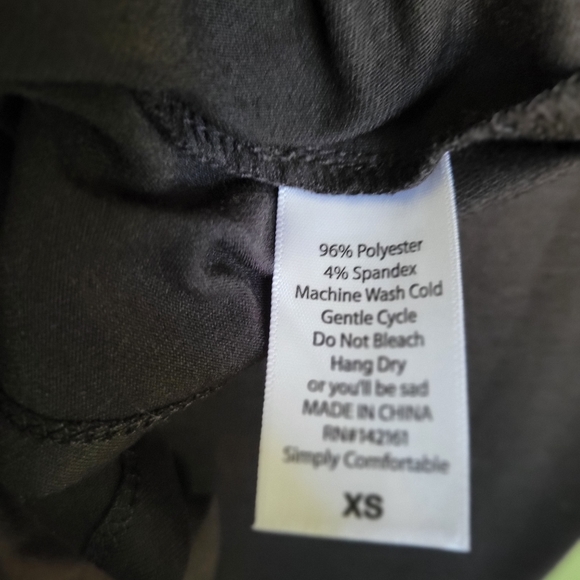 96% Polyester
4% Spandex
Machine Wash Cold
Gentle Cycle
Do Not Bleach
Hang Dry
or you'll be sad
MADE IN CHINA
RN#142161
Simply Comfortable
XS